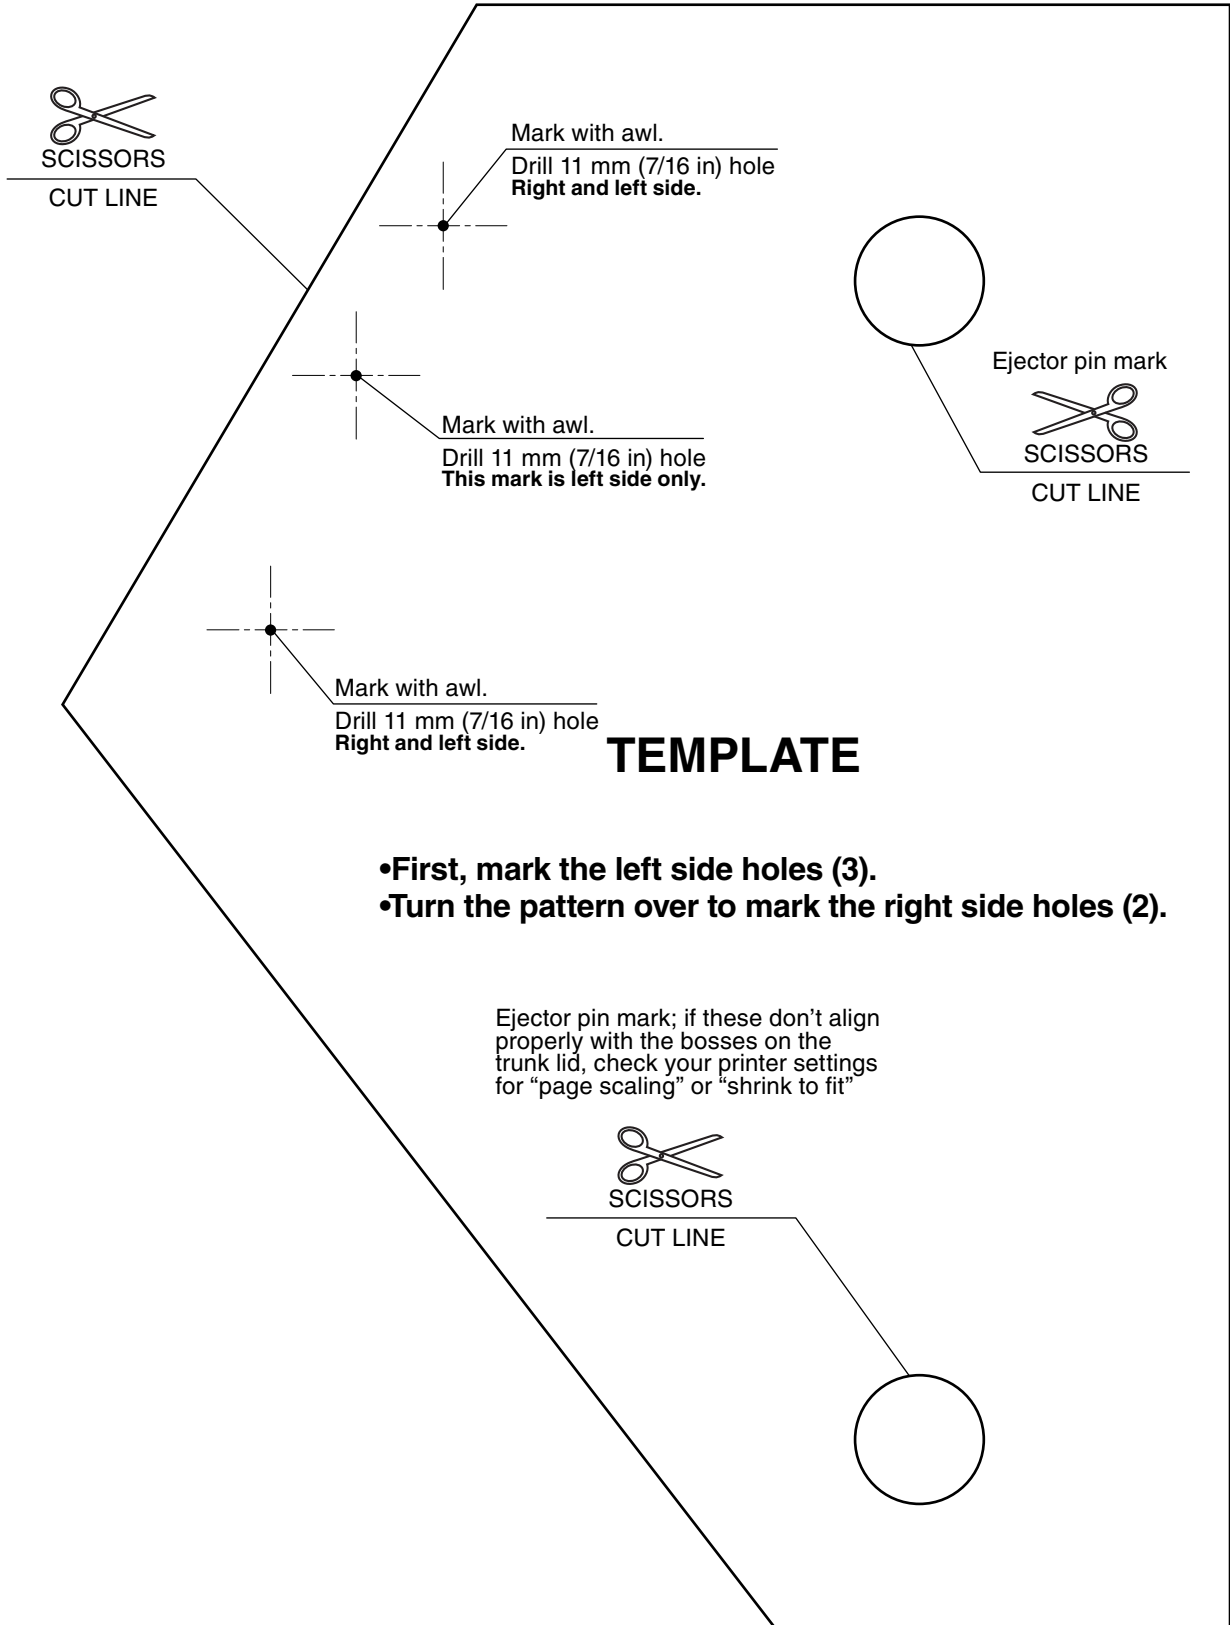 SCISSORS
CUT LINE
Mark with awl.
Drill 11 mm (7/16 in) hole
Right and left side.
Ejector pin mark
SCISSORS
CUT LINE
Mark with awl.
Drill 11 mm (7/16 in) hole
This mark is left side only.
Mark with awl.
Drill 11 mm (7/16 in) hole
Right and left side.
TEMPLATE
•First, mark the left side holes (3).
•Turn the pattern over to mark the right side holes (2).
Ejector pin mark; if these don’t align
properly with the bosses on the
trunk lid, check your printer settings
for “page scaling” or “shrink to fit”
SCISSORS
CUT LINE